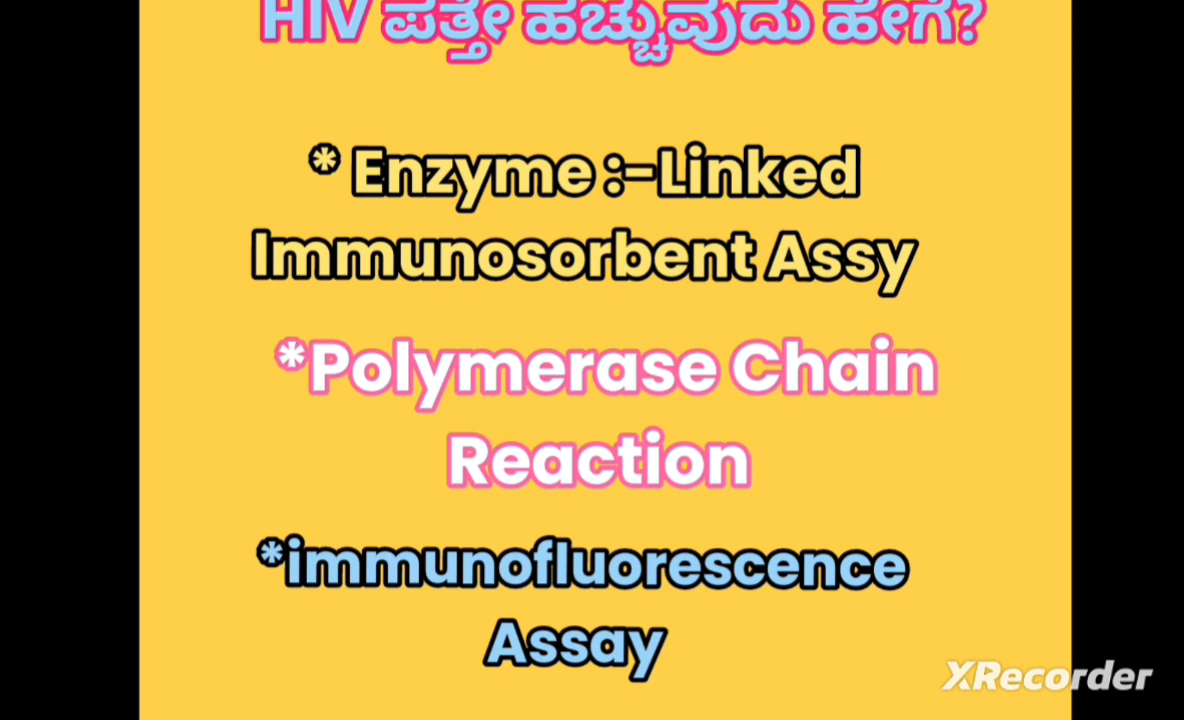 HIV ಪತ್ತೇ ಹಚ್ಚುವುದು ಹೇಗೆ?
* Enzyme :-Linked
Immunosorbent Assy
*Polymerase Chain
Reaction
*immunofluorescence
Assay
XRecorder